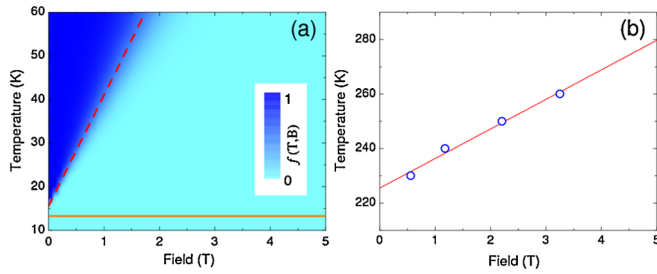 (a)
Temperature (K)
60
50
40
30
20
10
1
0
f (T,B)
0 1 2 3 4 5
Field (T)
(b)
Temperature (K)
280
260
240
220
0 1 2 3 4 5
Field (T)